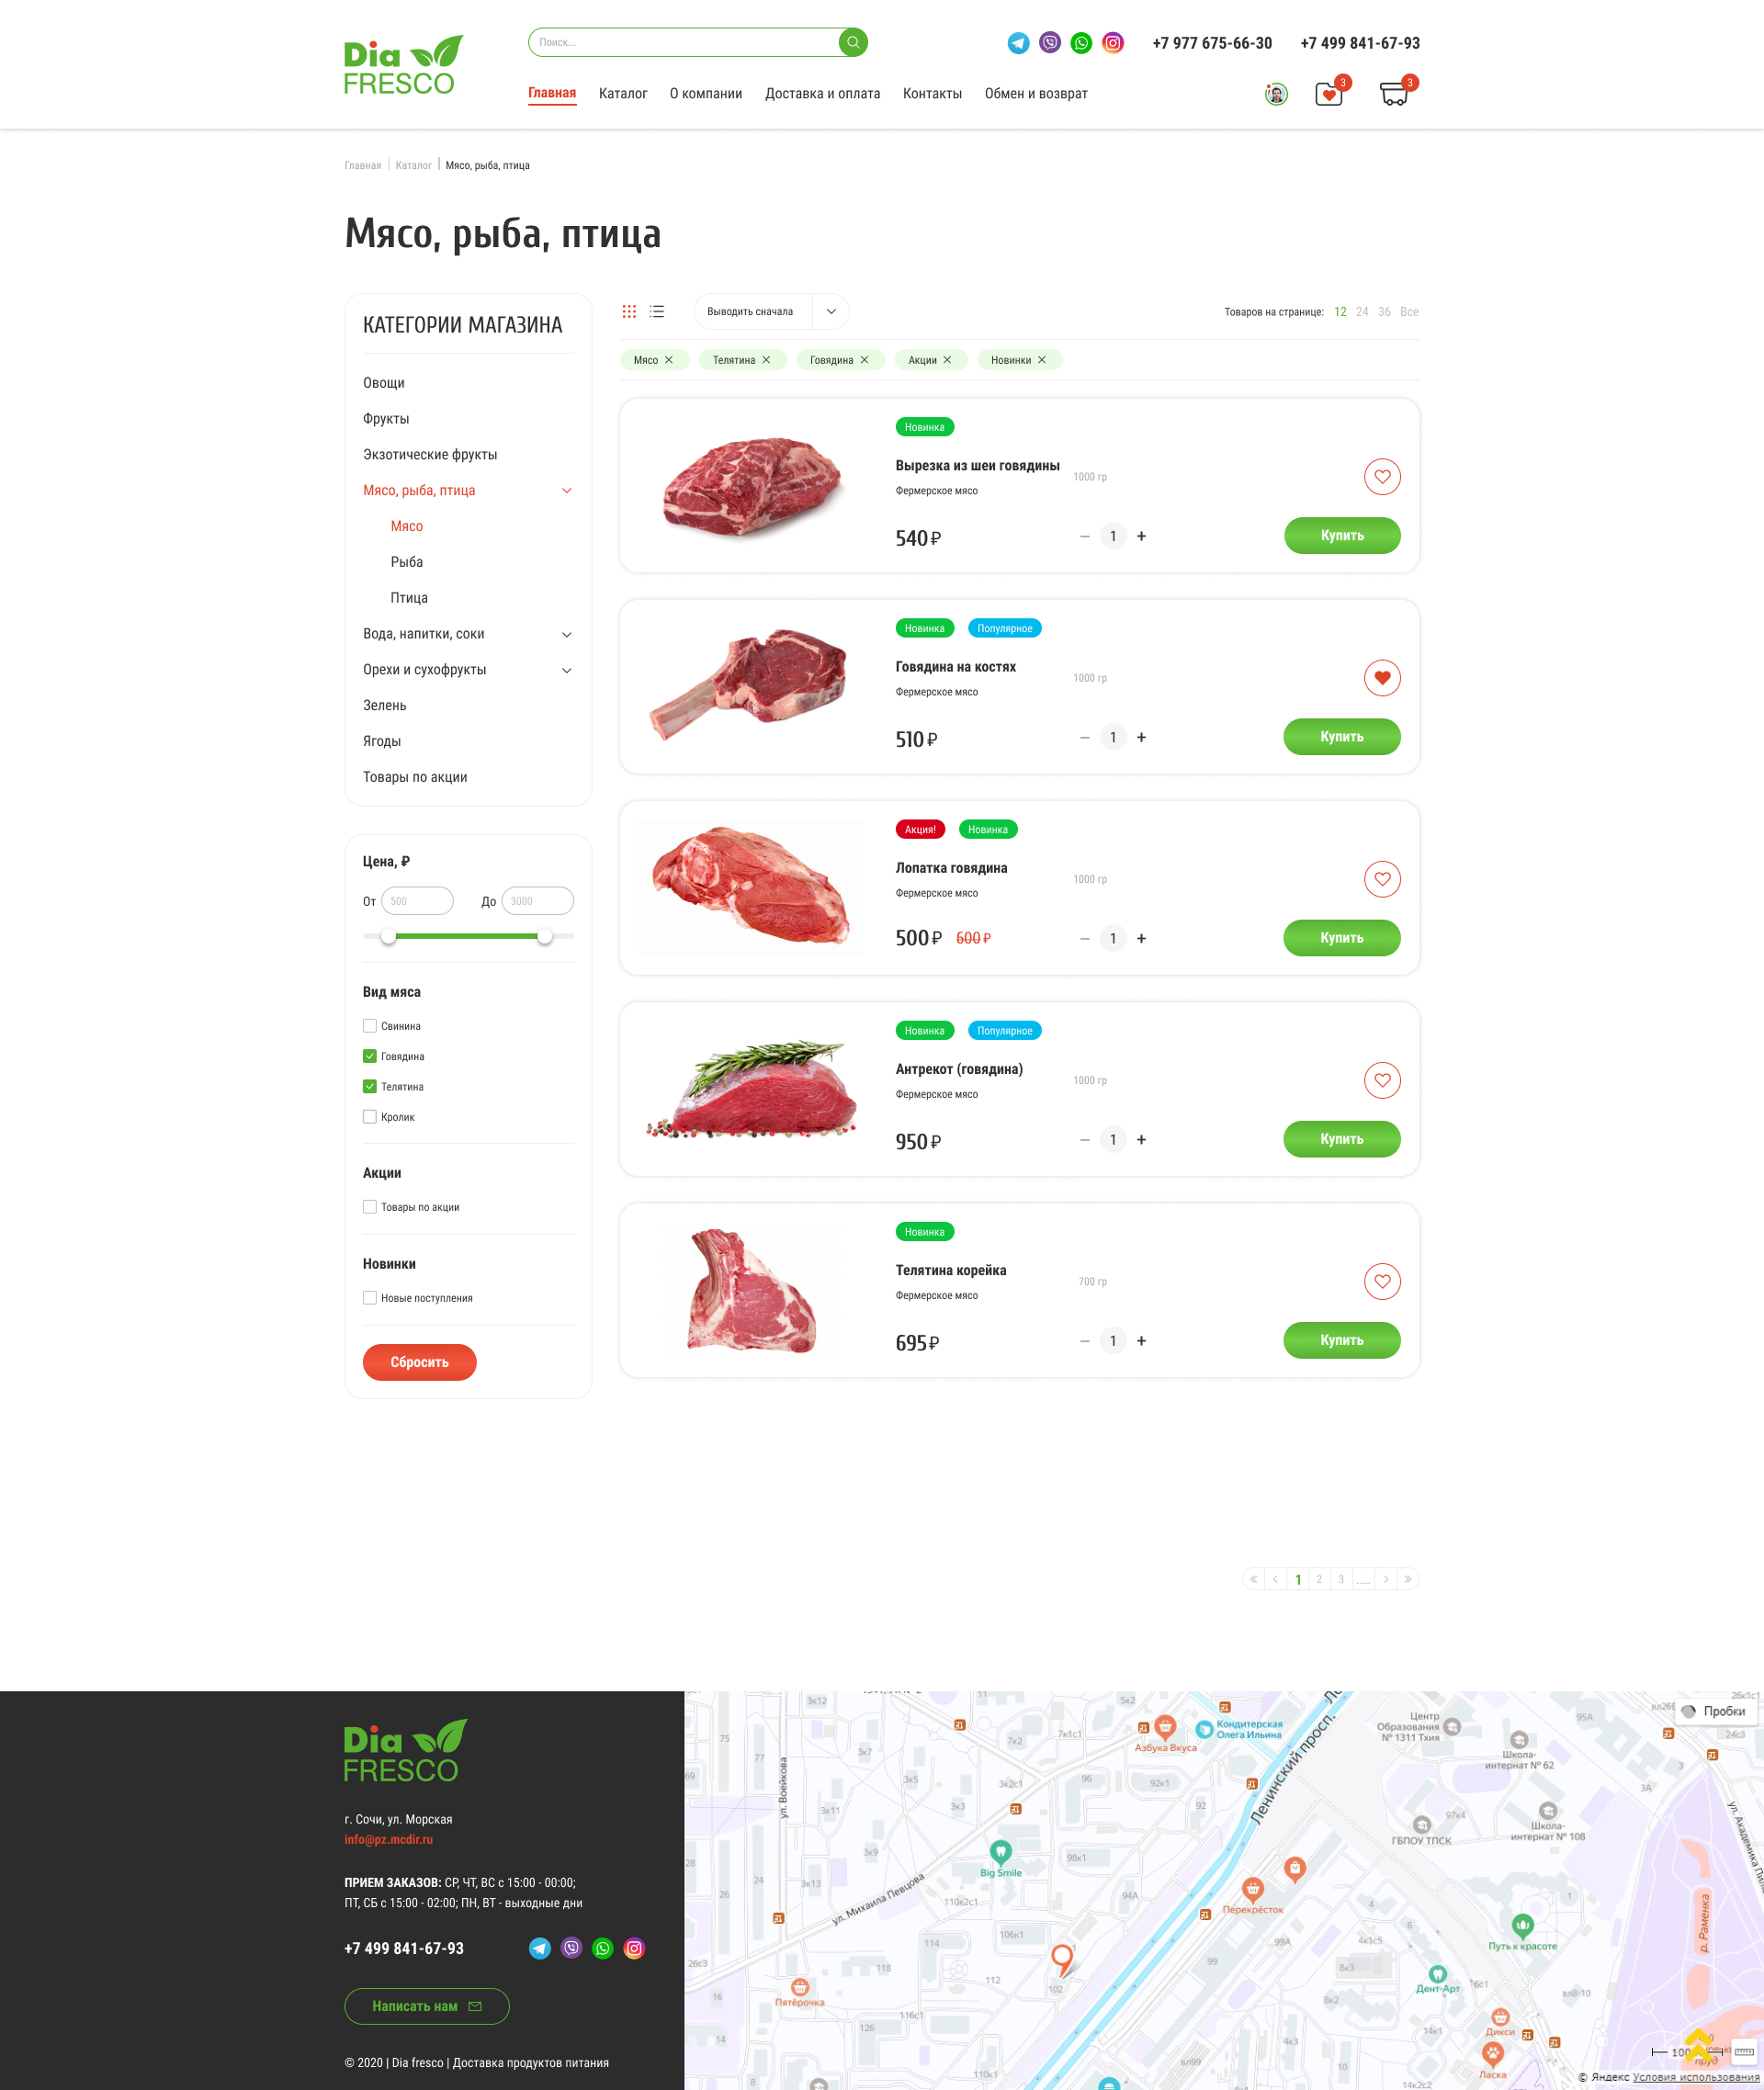 Dia
FRESCO
Поиск...
+7 977 675-66-30
+7 499 841-67-93
Главная Каталог О компании Доставка и оплата Контакты Обмен и возврат
3
3
Главная | Каталог | Мясо, рыба, птица
Мясо, рыба, птица
КАТЕГОРИИ МАГАЗИНА
Овощи
Фрукты
Экзотические фрукты
Мясо, рыба, птица
Мясо
Рыба
Птица
Вода, напитки, соки
Орехи и сухофрукты
Зелень
Ягоды
Товары по акции
Цена, ₽
От 500 До 3000
Вид мяса
Свинина
Говядина
Телятина
Кролик
Акции
Товары по акции
Новинки
Новые поступления
Сбросить
Выводить сначала
Товаров на странице: 12 24 36 Все
Мясо Телятина Говядина Акции Новинки
Новинка
Вырезка из шеи говядины
1000 гр
Фермерское мясо
540 ₽
– 1 +
Купить
Новинка Популярное
Говядина на костях
1000 гр
Фермерское мясо
510 ₽
– 1 +
Купить
Акция! Новинка
Лопатка говядина
1000 гр
Фермерское мясо
500 ₽ 600 ₽
– 1 +
Купить
Новинка Популярное
Антрекот (говядина)
1000 гр
Фермерское мясо
950 ₽
– 1 +
Купить
Новинка
Телятина корейка
700 гр
Фермерское мясо
695 ₽
– 1 +
Купить
« ‹ 1 2 3 ..... › »
Dia
FRESCO
г. Сочи, ул. Морская
info@pz.mcdir.ru
ПРИЕМ ЗАКАЗОВ: СР, ЧТ, ВС с 15:00 - 00:00;
ПТ, СБ с 15:00 - 02:00; ПН, ВТ - выходные дни
+7 499 841-67-93
Написать нам
© 2020 | Dia fresco | Доставка продуктов питания
Пробки
Кондитерская
Олега Ильина
Азбука Вкуса
Ленинский просп.
Центр
Образования
№ 1311 Тхия
Школа-
интернат № 62
ул. Воейкова
ГБПОУ ТПСК
Школа-
интернат № 108
Big Smile
ул. Михаила Певцова
Перекрёсток
р. Раменка
Путь к красоте
Дент-Арт
Пятёрочка
Дикси
Ласка
© Яндекс Условия использования